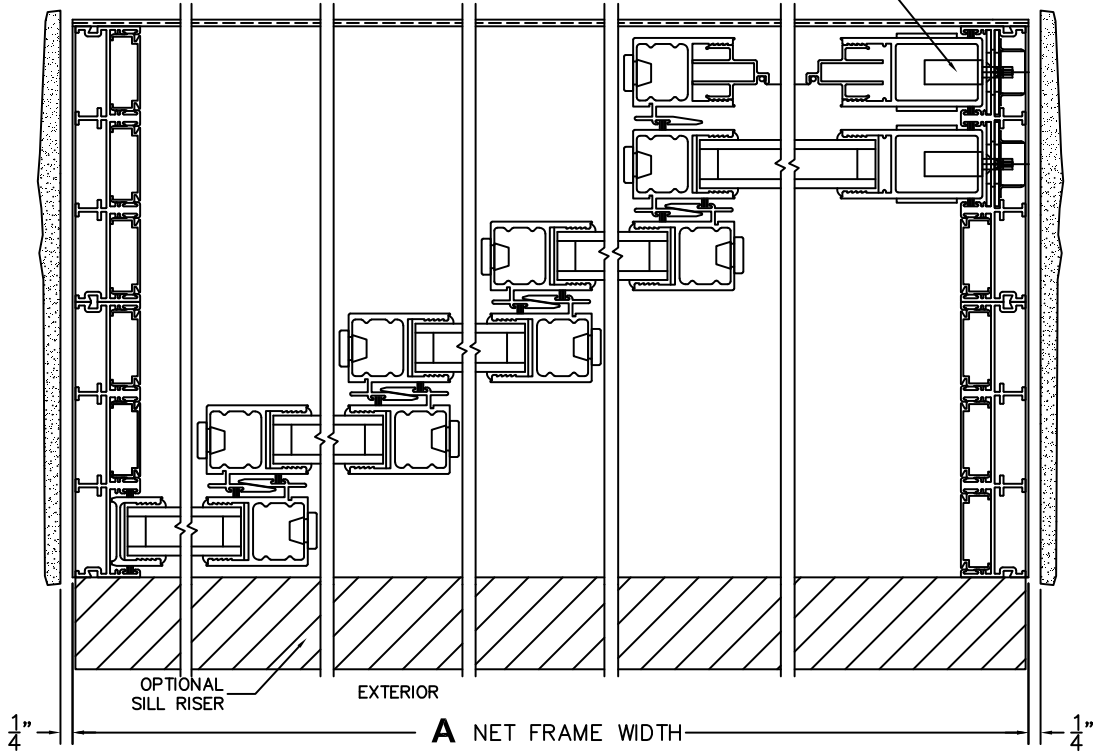 OPTIONAL
SILL RISER
EXTERIOR
1/4" A NET FRAME WIDTH 1/4"